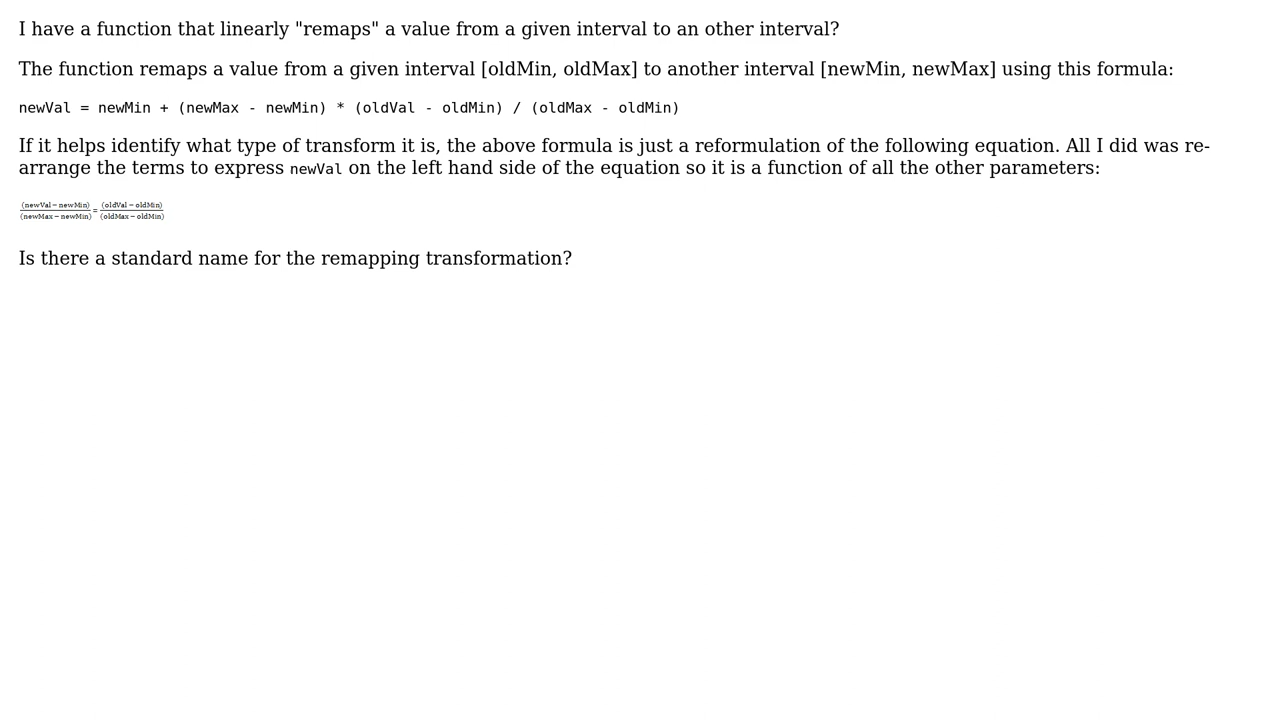 I have a function that linearly "remaps" a value from a given interval to an other interval?
The function remaps a value from a given interval [oldMin, oldMax] to another interval [newMin, newMax] using this formula:
newVal = newMin + (newMax - newMin) * (oldVal - oldMin) / (oldMax - oldMin)
If it helps identify what type of transform it is, the above formula is just a reformulation of the following equation. All I did was re-
arrange the terms to express newVal on the left hand side of the equation so it is a function of all the other parameters:
(newVal−newMin)/(newMax−newMin) = (oldVal−oldMin)/(oldMax−oldMin)
Is there a standard name for the remapping transformation?